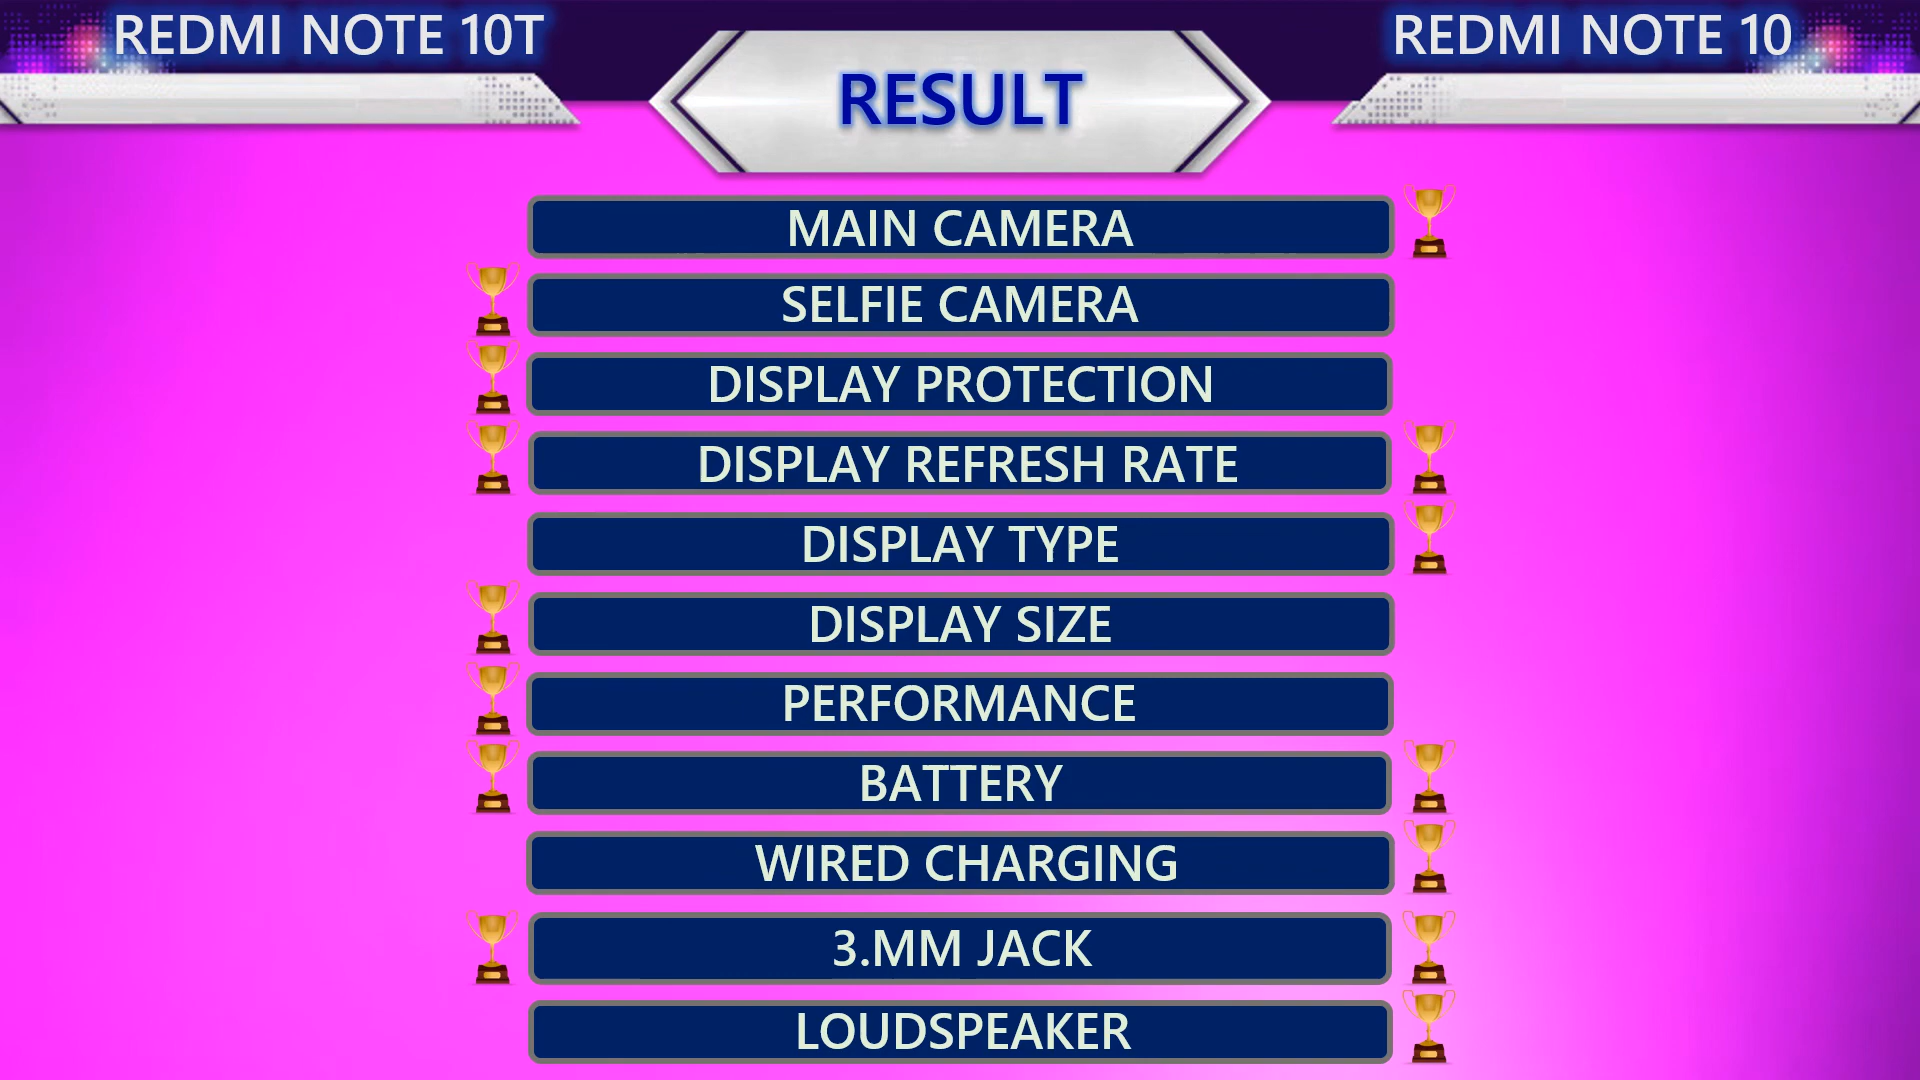 REDMI NOTE 10T
RESULT
REDMI NOTE 10
MAIN CAMERA
SELFIE CAMERA
DISPLAY PROTECTION
DISPLAY REFRESH RATE
DISPLAY TYPE
DISPLAY SIZE
PERFORMANCE
BATTERY
WIRED CHARGING
3.MM JACK
LOUDSPEAKER